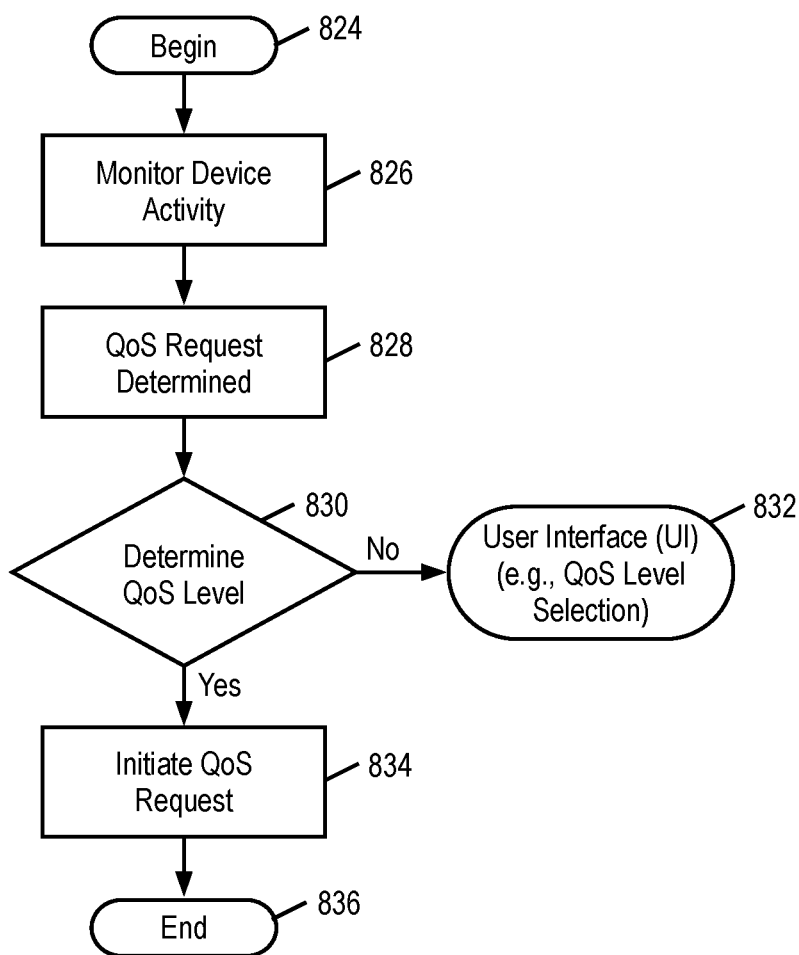 Begin
824
Monitor Device
Activity
826
QoS Request
Determined
828
830
Determine
QoS Level
No
832
User Interface (UI)
(e.g., QoS Level
Selection)
Yes
Initiate QoS
Request
834
End
836